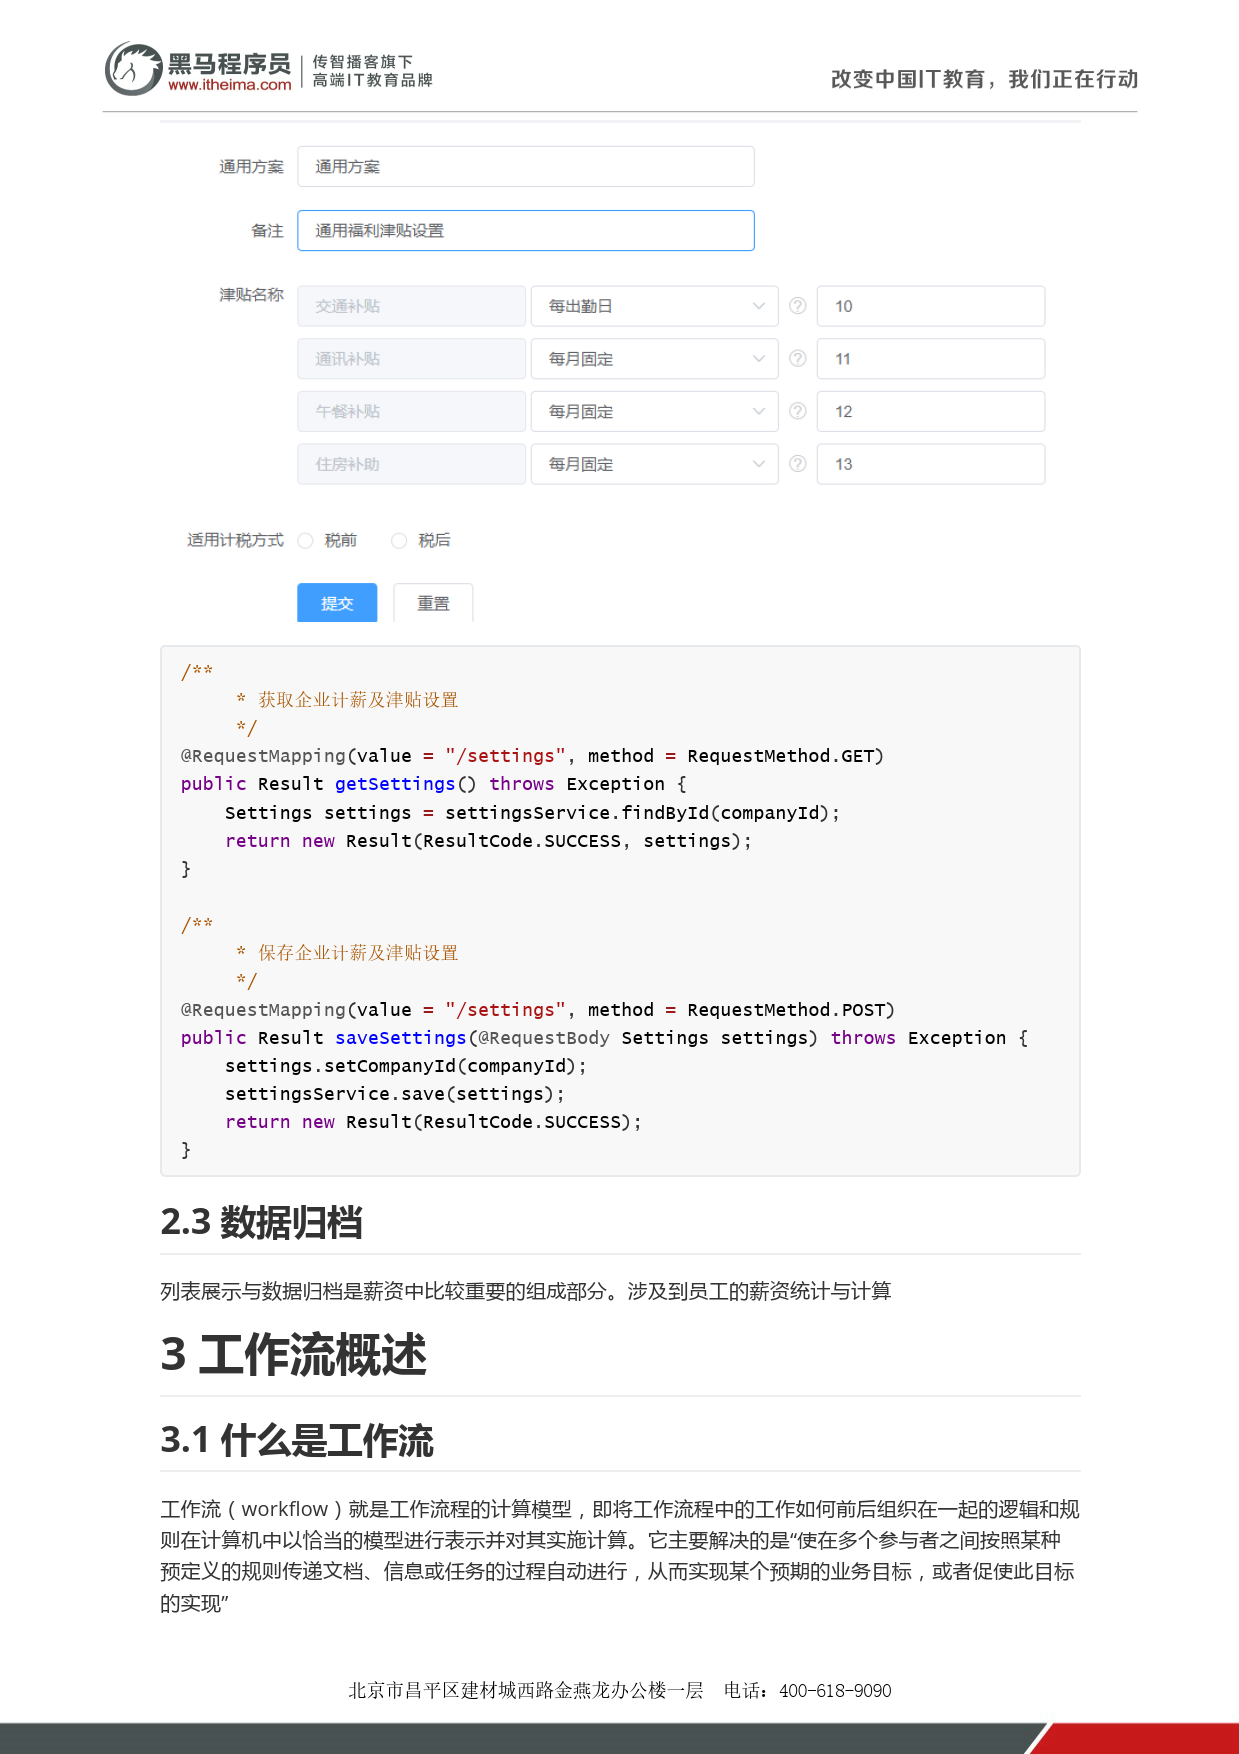 黑马程序员
www.itheima.com
传智播客旗下
高端IT教育品牌
改变中国IT教育，我们正在行动
通用方案 通用方案
备注 通用福利津贴设置
津贴名称 交通补贴 每出勤日 ? 10
通讯补贴 每月固定 ? 11
午餐补贴 每月固定 ? 12
住房补助 每月固定 ? 13
适用计税方式 税前 税后
提交 重置
/**
     * 获取企业计薪及津贴设置
     */
@RequestMapping(value = "/settings", method = RequestMethod.GET)
public Result getSettings() throws Exception {
    Settings settings = settingsService.findById(companyId);
    return new Result(ResultCode.SUCCESS, settings);
}
/**
     * 保存企业计薪及津贴设置
     */
@RequestMapping(value = "/settings", method = RequestMethod.POST)
public Result saveSettings(@RequestBody Settings settings) throws Exception {
    settings.setCompanyId(companyId);
    settingsService.save(settings);
    return new Result(ResultCode.SUCCESS);
}
2.3 数据归档
列表展示与数据归档是薪资中比较重要的组成部分。涉及到员工的薪资统计与计算
3 工作流概述
3.1 什么是工作流
工作流（workflow）就是工作流程的计算模型，即将工作流程中的工作如何前后组织在一起的逻辑和规
则在计算机中以恰当的模型进行表示并对其实施计算。它主要解决的是“使在多个参与者之间按照某种
预定义的规则传递文档、信息或任务的过程自动进行，从而实现某个预期的业务目标，或者促使此目标
的实现”
北京市昌平区建材城西路金燕龙办公楼一层 电话：400-618-9090